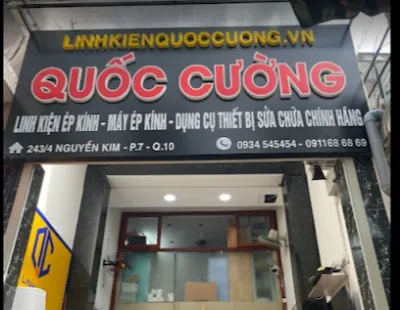 LINHKIENQUOCCUONG.VN
QUỐC CƯỜNG
LINH KIỆN ÉP KÍNH - MÁY ÉP KÍNH - DỤNG CỤ THIẾT BỊ SỬA CHỮA CHÍNH HÃNG
243/4 NGUYỄN KIM - P.7 - Q.10 0934 545454 - 091168 68 69
QC